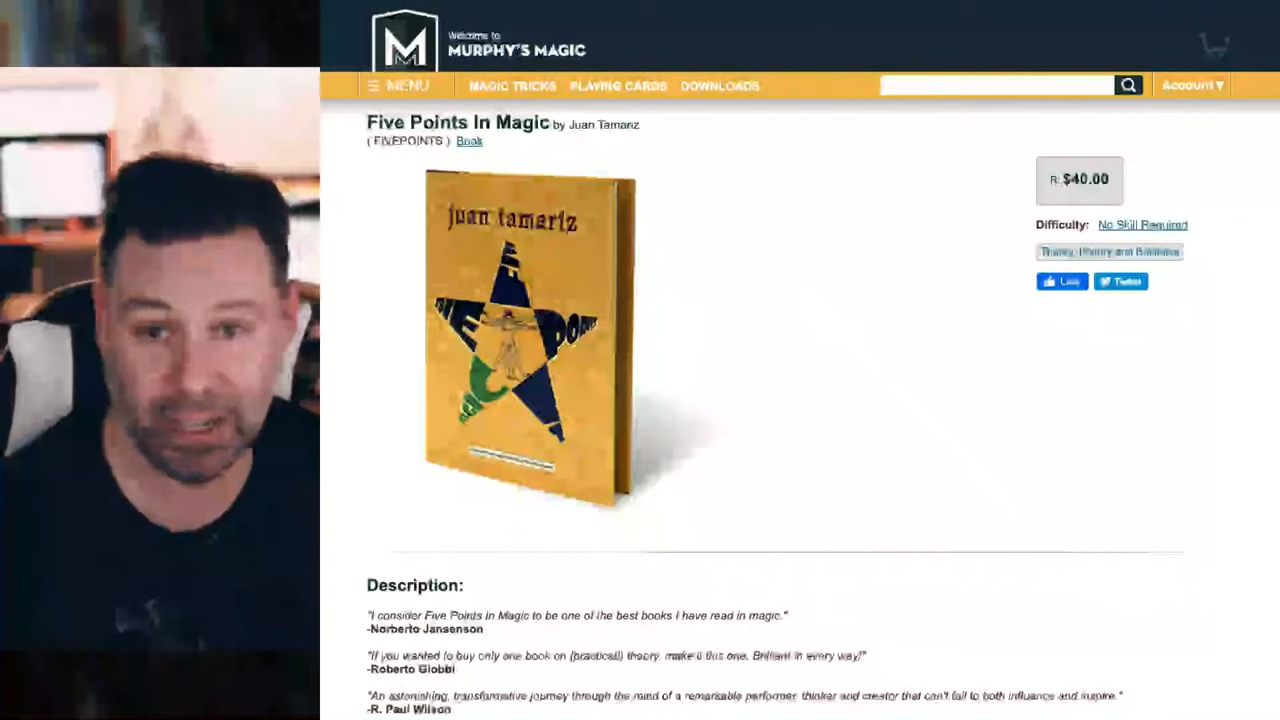 Welcome to
MURPHY'S MAGIC
☰ MENU
MAGIC TRICKS PLAYING CARDS DOWNLOADS
Account ▾
Five Points In Magic by Juan Tamariz
( FIVEPOINTS ) Book
R: $40.00
Difficulty: No Skill Required
Theory, History and Business
Like Tweet
juan tamariz
Description:
"I consider Five Points In Magic to be one of the best books I have read in magic."
-Norberto Jansenson
"If you wanted to buy only one book on (practical!) theory, make it this one. Brilliant in every way!"
-Roberto Giobbi
"An astonishing, transformative journey through the mind of a remarkable performer, thinker and creator that can't fail to both influence and inspire."
-R. Paul Wilson